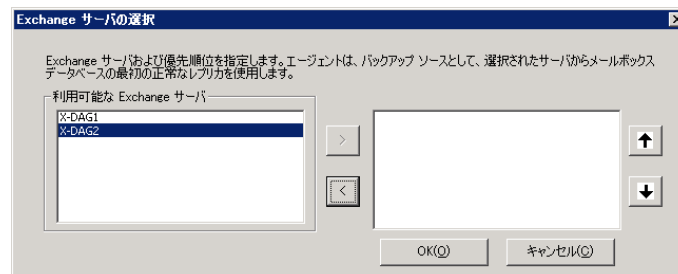 Exchange サーバの選択
Exchange サーバおよび優先順位を指定します。エージェントは、バックアップ ソースとして、選択されたサーバからメールボックス
データベースの最初の正常なレプリカを使用します。
利用可能な Exchange サーバ
X-DAG1
X-DAG2
>
<
OK(O)
キャンセル(C)